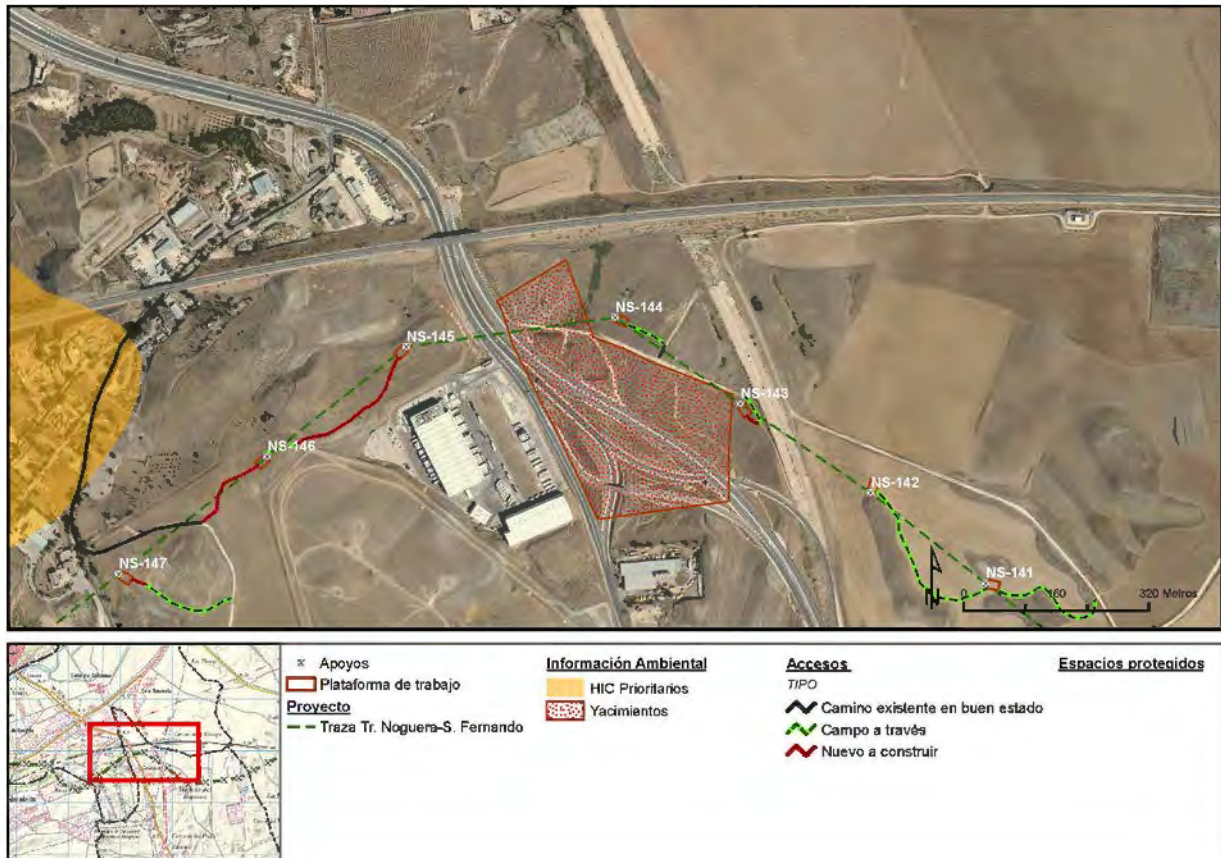 NS-144
NS-145
NS-143
NS-146
NS-142
NS-147
NS-141
0 160 320 Metros
Apoyos
Plataforma de trabajo
Proyecto
Traza Tr. Noguera-S. Fernando
Información Ambiental
HIC Prioritarios
Yacimientos
Accesos
TIPO
Camino existente en buen estado
Campo a través
Nuevo a construir
Espacios protegidos